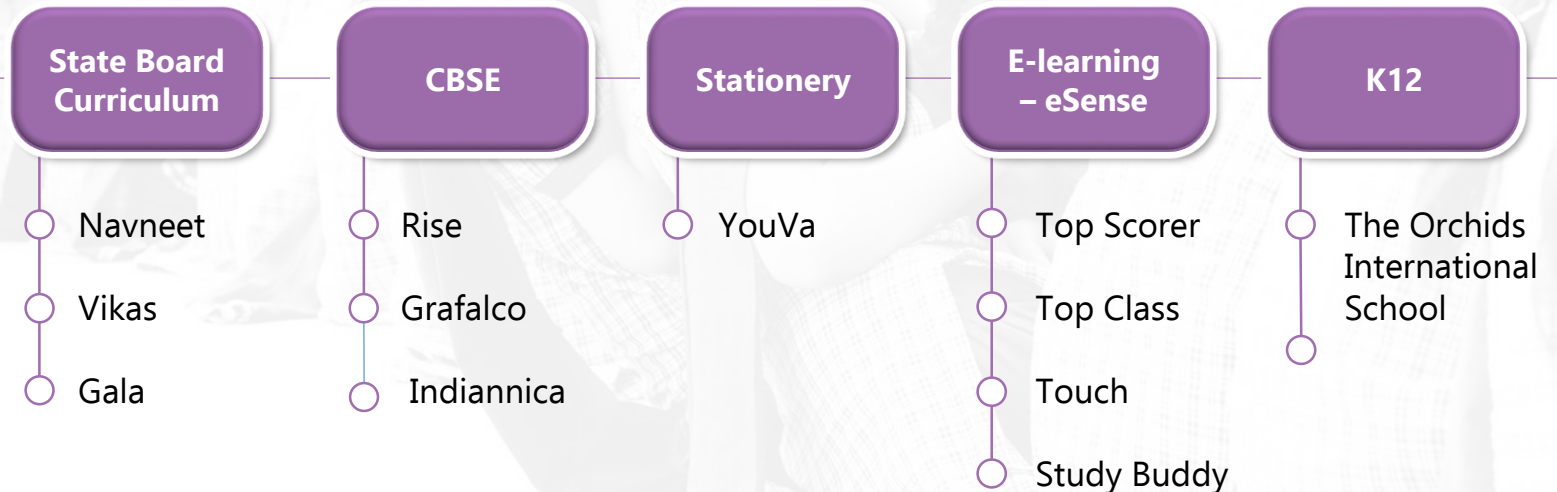 State Board
Curriculum
Navneet
Vikas
Gala
CBSE
Rise
Grafalco
Indiannica
Stationery
YouVa
E-learning
– eSense
Top Scorer
Top Class
Touch
Study Buddy
K12
The Orchids
International
School